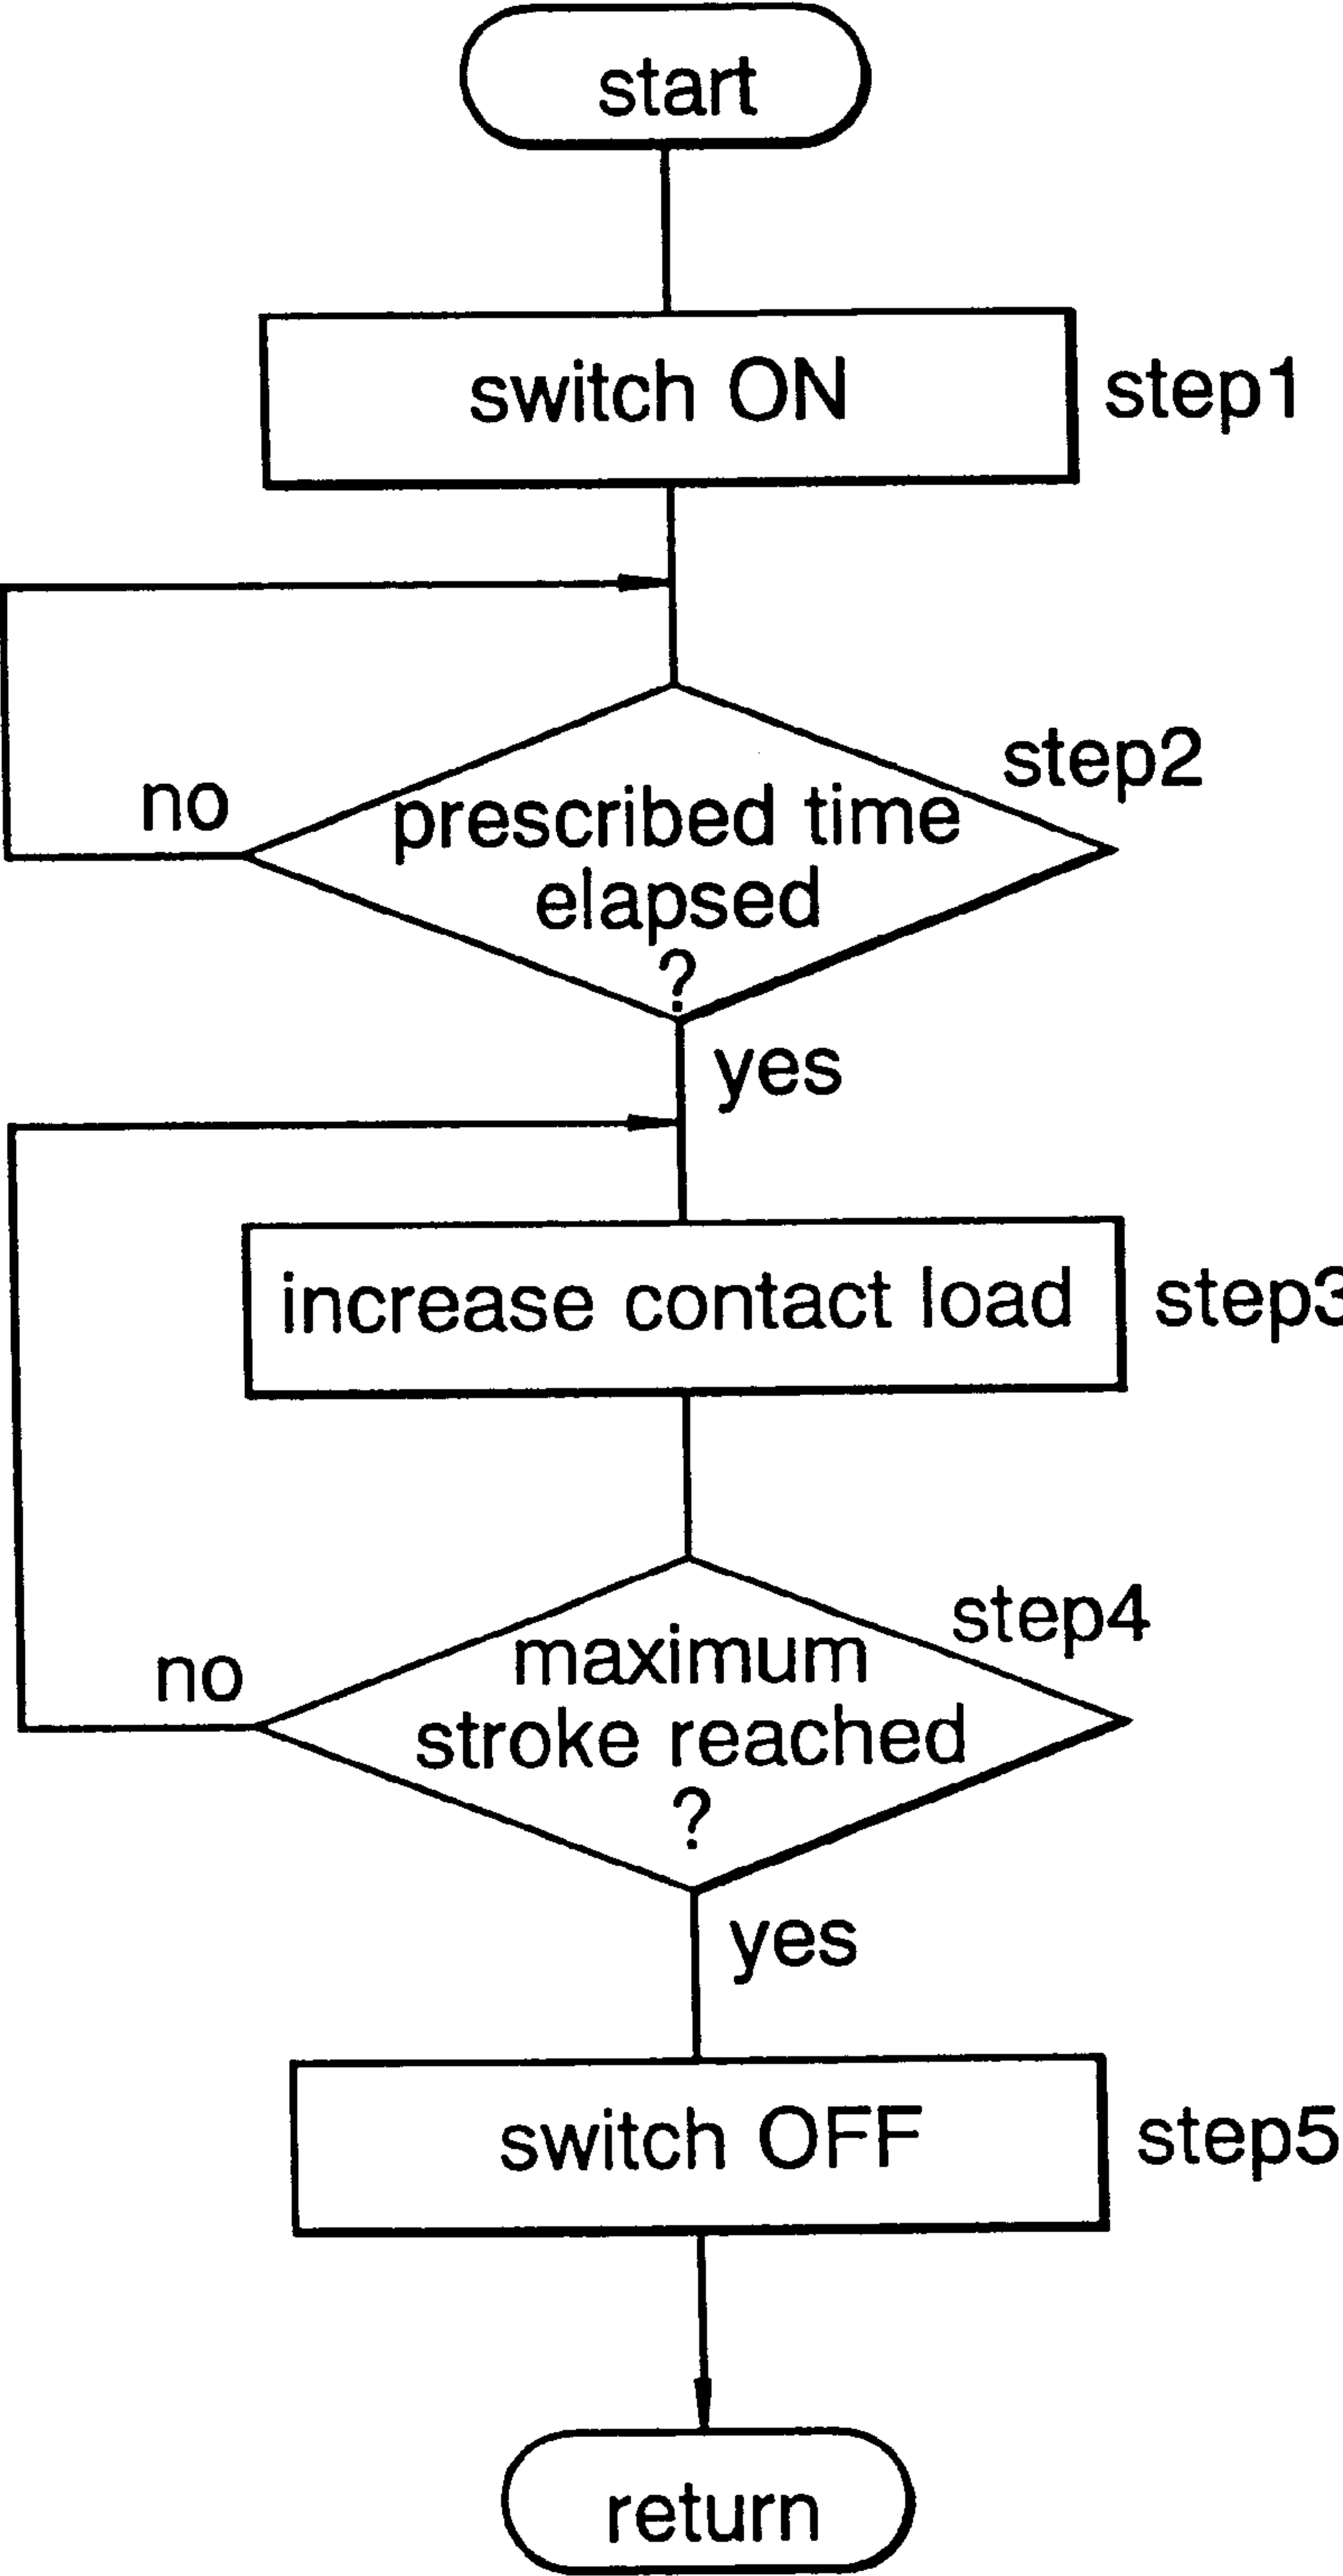 start
switch ON
step1
step2
no
prescribed time
elapsed
?
yes
increase contact load
step3
step4
no
maximum
stroke reached
?
yes
switch OFF
step5
return